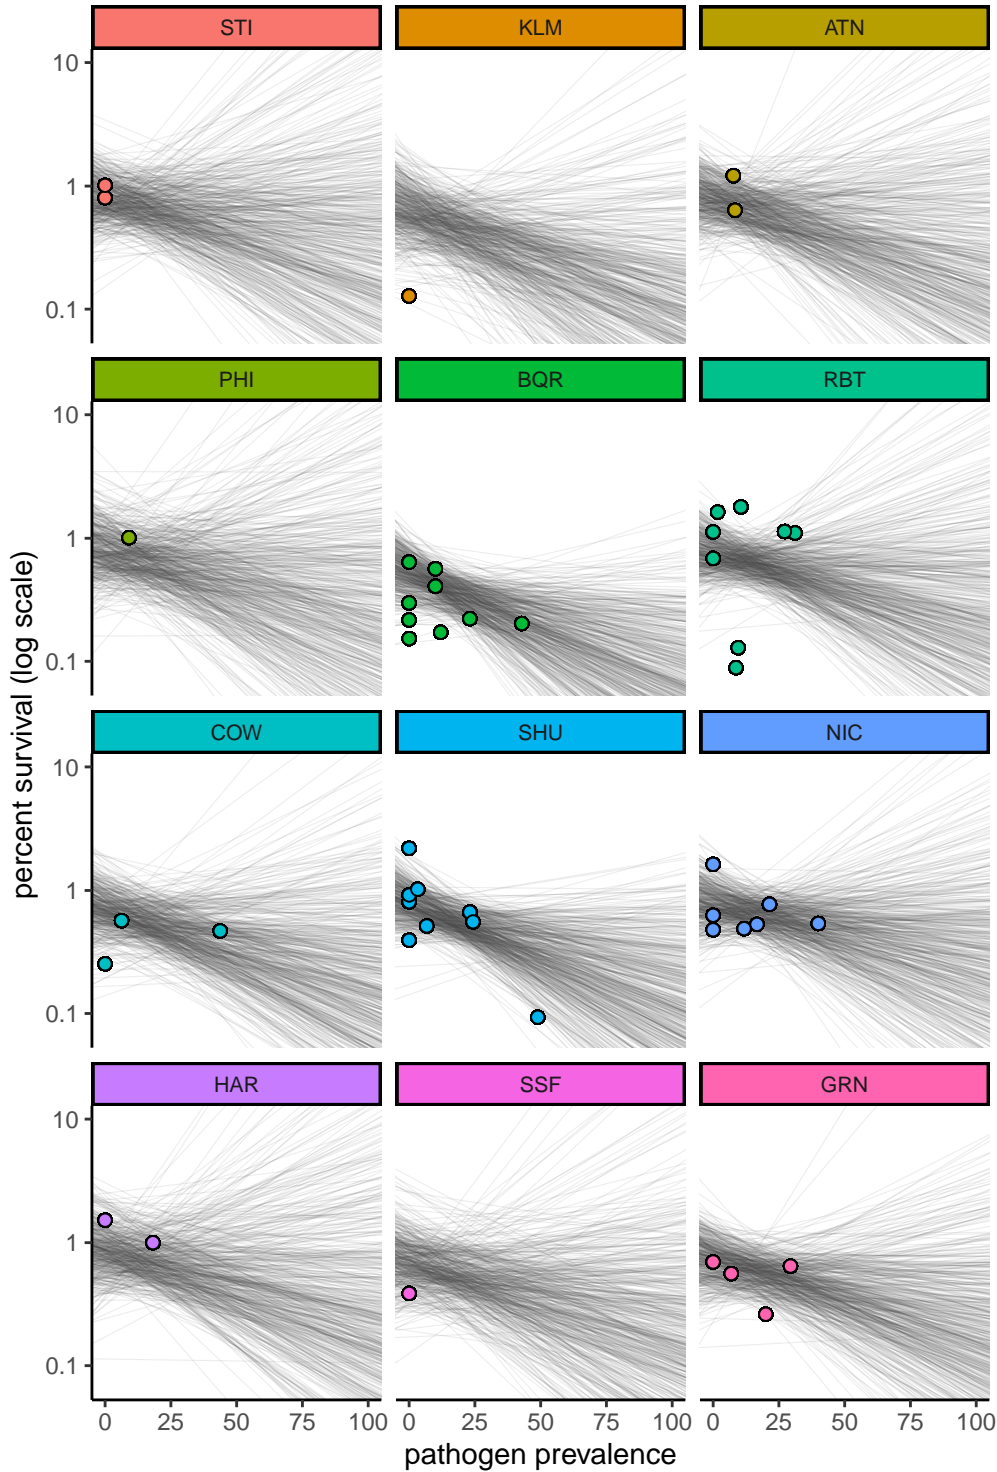 STI KLM ATN
10
1
0.1
PHI BQR RBT
10
1
0.1
COW SHU NIC
10
1
0.1
HAR SSF GRN
10
1
0.1
0 25 50 75 100 0 25 50 75 100 0 25 50 75 100
pathogen prevalence
percent survival (log scale)